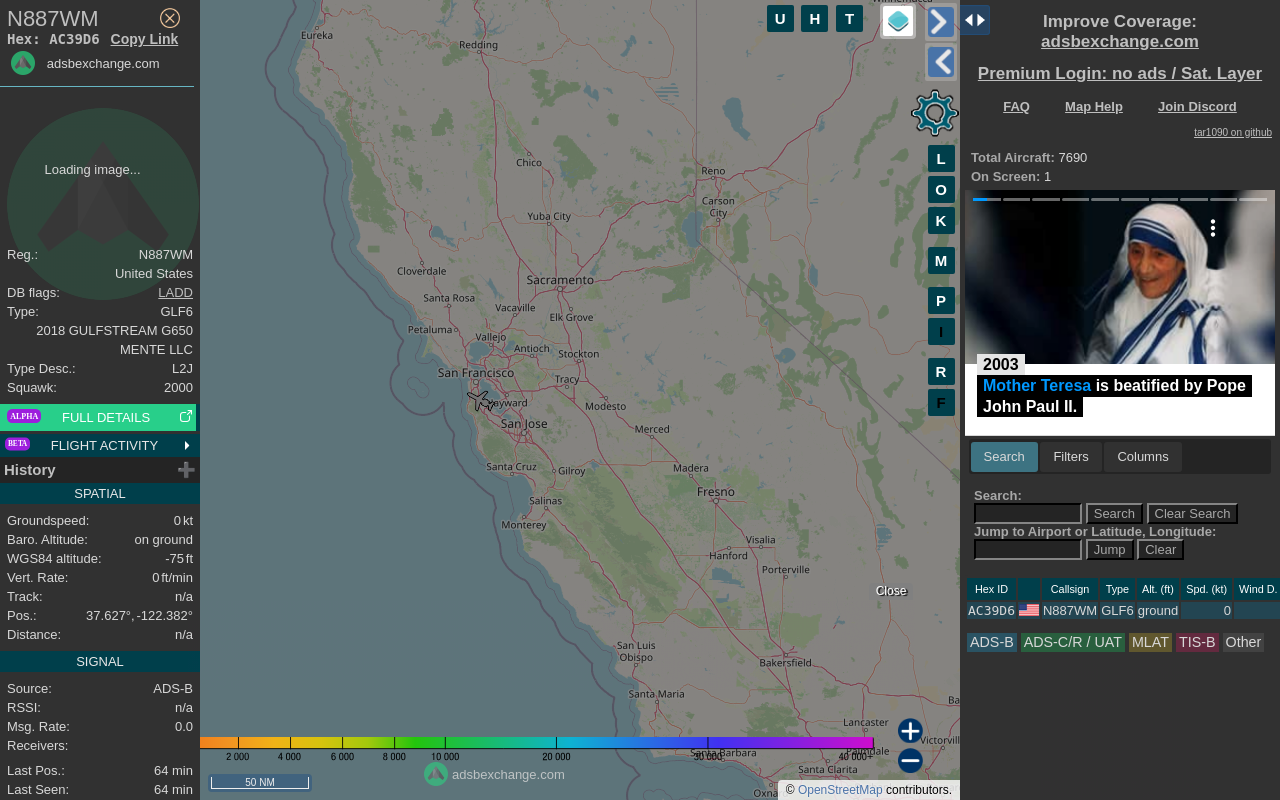 N887WM
Hex: AC39D6 Copy Link
adsbexchange.com
Loading image...
Reg.: N887WM
United States
DB flags: LADD
Type: GLF6
2018 GULFSTREAM G650
MENTE LLC
Type Desc.: L2J
Squawk: 2000
ALPHA FULL DETAILS
BETA FLIGHT ACTIVITY
History
SPATIAL
Groundspeed: 0 kt
Baro. Altitude: on ground
WGS84 altitude: -75 ft
Vert. Rate: 0 ft/min
Track: n/a
Pos.: 37.627°, -122.382°
Distance: n/a
SIGNAL
Source: ADS-B
RSSI: n/a
Msg. Rate: 0.0
Receivers:
Last Pos.: 64 min
Last Seen: 64 min
U H T
L
O
K
M
P
I
R
F
Eureka
Redding
Chico
Reno
Carson
City
Yuba City
Cloverdale
Sacramento
Santa Rosa
Vacaville
Elk Grove
Petaluma
Vallejo
Antioch
Stockton
San Francisco
Tracy
Modesto
San Jose
Merced
Santa Cruz
Gilroy
Madera
Salinas
Fresno
Monterey
Visalia
Hanford
Porterville
Close
San Luis
Obispo
Bakersfield
Santa Maria
Lancaster
Santa Barbara
Palmdale
Santa Clarita
2 000 4 000 6 000 8 000 10 000 20 000 30 000 40 000+
50 NM
adsbexchange.com
© OpenStreetMap contributors.
Improve Coverage:
adsbexchange.com
Premium Login: no ads / Sat. Layer
FAQ Map Help Join Discord
tar1090 on github
Total Aircraft: 7690
On Screen: 1
2003
Mother Teresa is beatified by Pope
John Paul II.
Search Filters Columns
Search:
Search Clear Search
Jump to Airport or Latitude, Longitude:
Jump Clear
Hex ID Callsign Type Alt. (ft) Spd. (kt) Wind D.
AC39D6 N887WM GLF6 ground 0
ADS-B ADS-C/R / UAT MLAT TIS-B Other